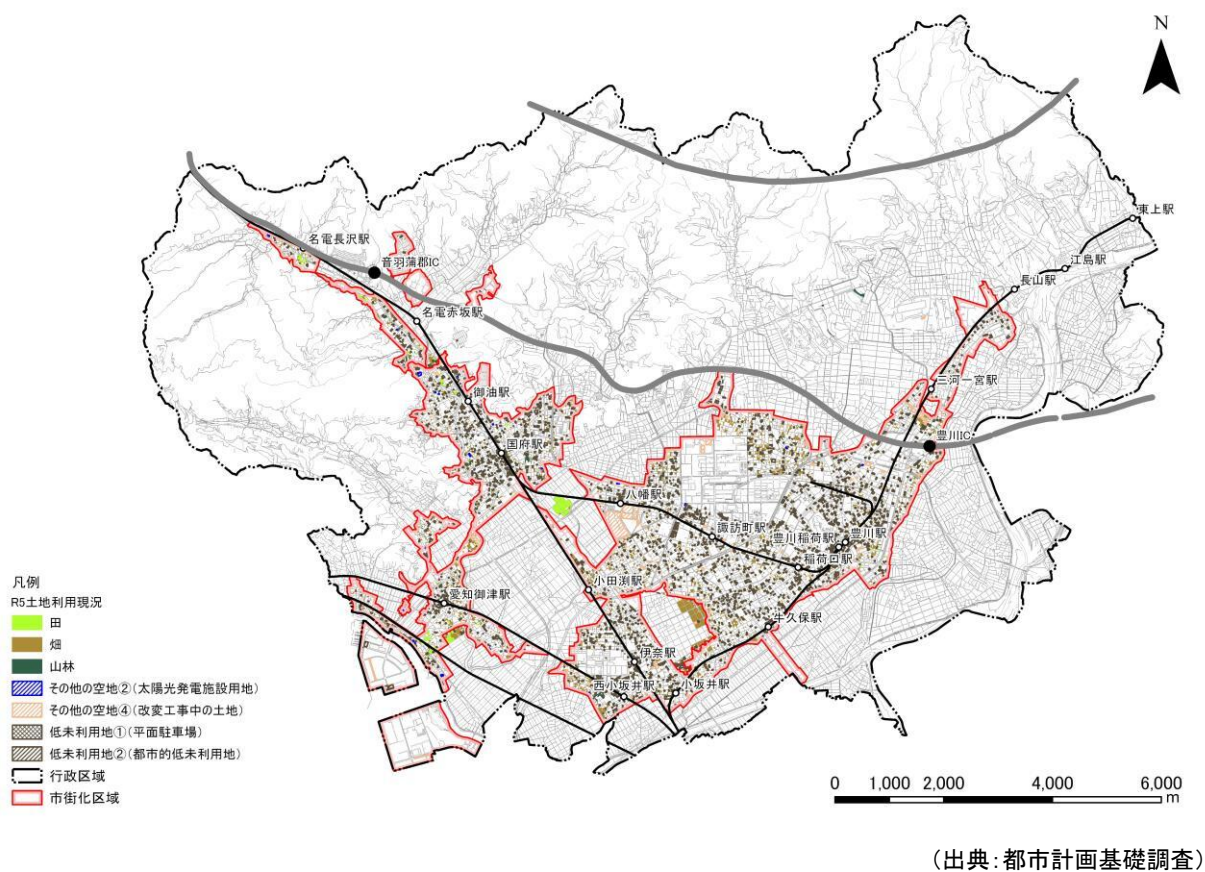 N
東上駅
名電長沢駅
江島駅
音羽蒲郡IC
長山駅
名電赤坂駅
三河一宮駅
御油駅
豊川IC
国府駅
八幡駅
諏訪町駅
豊川稲荷駅
豊川駅
稲荷口駅
小田渕駅
愛知御津駅
牛久保駅
伊奈駅
西小坂井駅
小坂井駅
凡例
R5土地利用現況
田
畑
山林
その他の空地②(太陽光発電施設用地)
その他の空地④(改変工事中の土地)
低未利用地①(平面駐車場)
低未利用地②(都市的低未利用地)
行政区域
市街化区域
0 1,000 2,000 4,000 6,000
m
(出典:都市計画基礎調査)